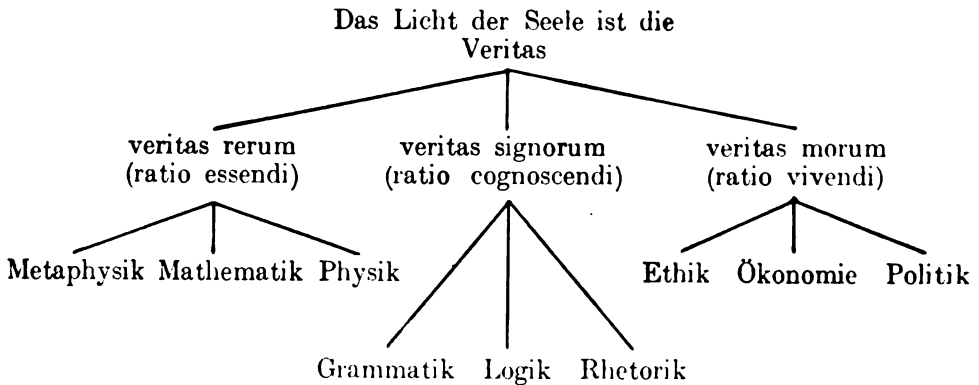 Das Licht der Seele ist die
Veritas
veritas rerum veritas signorum veritas morum
(ratio essendi) (ratio cognoscendi) (ratio vivendi)
Metaphysik Mathematik Physik Ethik Ökonomie Politik
Grammatik Logik Rhetorik